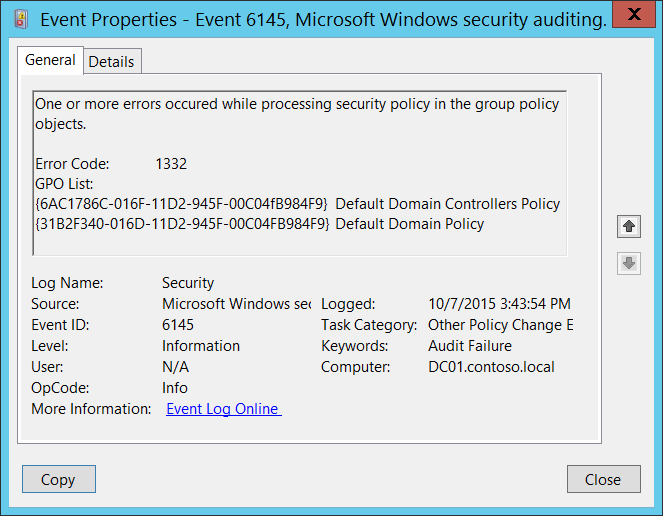 Event Properties - Event 6145, Microsoft Windows security auditing.
X
General Details
One or more errors occured while processing security policy in the group policy
objects.
Error Code: 1332
GPO List:
{6AC1786C-016F-11D2-945F-00C04fB984F9} Default Domain Controllers Policy
{31B2F340-016D-11D2-945F-00C04FB984F9} Default Domain Policy
Log Name: Security
Source: Microsoft Windows sec Logged: 10/7/2015 3:43:54 PM
Event ID: 6145 Task Category: Other Policy Change E
Level: Information Keywords: Audit Failure
User: N/A Computer: DC01.contoso.local
OpCode: Info
More Information: Event Log Online
Copy Close